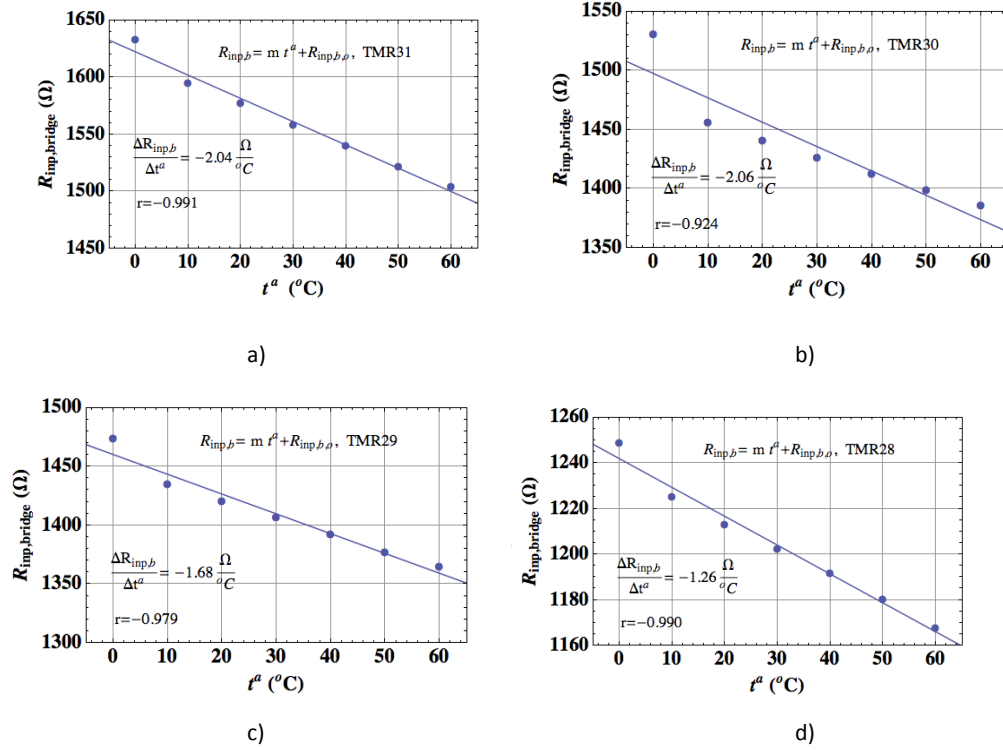 1650
1600
1550
1500
1450
R_inp,bridge (Ω)
R_inp,b = m t^a + R_inp,b,o, TMR31
ΔR_inp,b / Δt^a = −2.04 Ω / °C
r=−0.991
0 10 20 30 40 50 60
t^a (°C)
a)
1550
1500
1450
1400
1350
R_inp,bridge (Ω)
R_inp,b = m t^a + R_inp,b,o, TMR30
ΔR_inp,b / Δt^a = −2.06 Ω / °C
r=−0.924
0 10 20 30 40 50 60
t^a (°C)
b)
1500
1450
1400
1350
1300
R_inp,bridge (Ω)
R_inp,b = m t^a + R_inp,b,o, TMR29
ΔR_inp,b / Δt^a = −1.68 Ω / °C
r=−0.979
0 10 20 30 40 50 60
t^a (°C)
c)
1260
1240
1220
1200
1180
1160
R_inp,bridge (Ω)
R_inp,b = m t^a + R_inp,b,o, TMR28
ΔR_inp,b / Δt^a = −1.26 Ω / °C
r=−0.990
0 10 20 30 40 50 60
t^a (°C)
d)